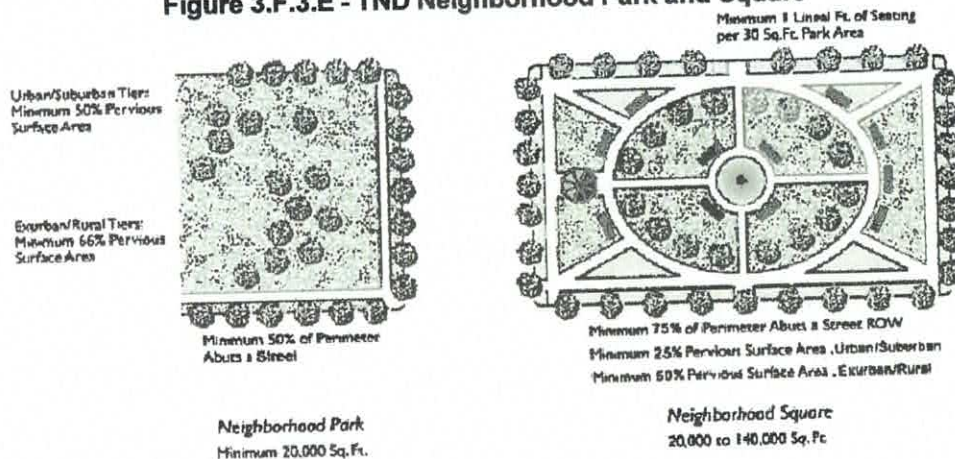 Figure 3.F.3.E - TND Neighborhood Park and Square
Minimum 1 Lineal Ft. of Seating
per 30 Sq.Ft. Park Area
Urban/Suburban Tier:
Minimum 50% Pervious
Surface Area
Exurban/Rural Tiers:
Minimum 66% Pervious
Surface Area
Minimum 50% of Perimeter
Abuts a Street
Neighborhood Park
Minimum 20,000 Sq.Ft.
Minimum 75% of Perimeter Abuts a Street ROW
Minimum 25% Pervious Surface Area , Urban/Suburban
Minimum 50% Pervious Surface Area , Exurban/Rural
Neighborhood Square
20,000 to 140,000 Sq.Ft.